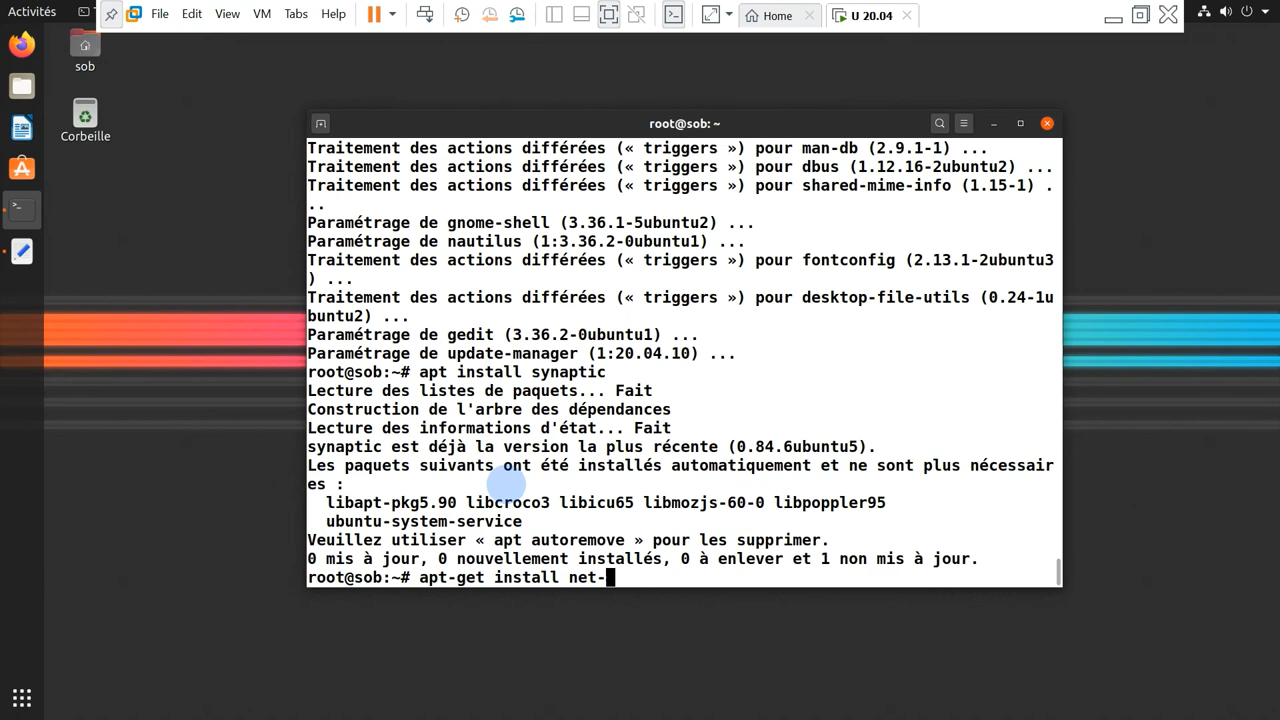 Activités
File Edit View VM Tabs Help Home U 20.04
sob
Corbeille
root@sob: ~
Traitement des actions différées (« triggers ») pour man-db (2.9.1-1) ...
Traitement des actions différées (« triggers ») pour dbus (1.12.16-2ubuntu2) ...
Traitement des actions différées (« triggers ») pour shared-mime-info (1.15-1) .
..
Paramétrage de gnome-shell (3.36.1-5ubuntu2) ...
Paramétrage de nautilus (1:3.36.2-0ubuntu1) ...
Traitement des actions différées (« triggers ») pour fontconfig (2.13.1-2ubuntu3
) ...
Traitement des actions différées (« triggers ») pour desktop-file-utils (0.24-1u
buntu2) ...
Paramétrage de gedit (3.36.2-0ubuntu1) ...
Paramétrage de update-manager (1:20.04.10) ...
root@sob:~# apt install synaptic
Lecture des listes de paquets... Fait
Construction de l'arbre des dépendances
Lecture des informations d'état... Fait
synaptic est déjà la version la plus récente (0.84.6ubuntu5).
Les paquets suivants ont été installés automatiquement et ne sont plus nécessair
es :
libapt-pkg5.90 libcroco3 libicu65 libmozjs-60-0 libpoppler95
ubuntu-system-service
Veuillez utiliser « apt autoremove » pour les supprimer.
0 mis à jour, 0 nouvellement installés, 0 à enlever et 1 non mis à jour.
root@sob:~# apt-get install net-